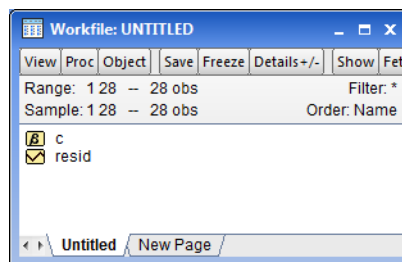 Workfile: UNTITLED
View Proc Object Save Freeze Details+/- Show Fet
Range: 1 28 -- 28 obs Filter: *
Sample: 1 28 -- 28 obs Order: Name
β c
resid
Untitled New Page